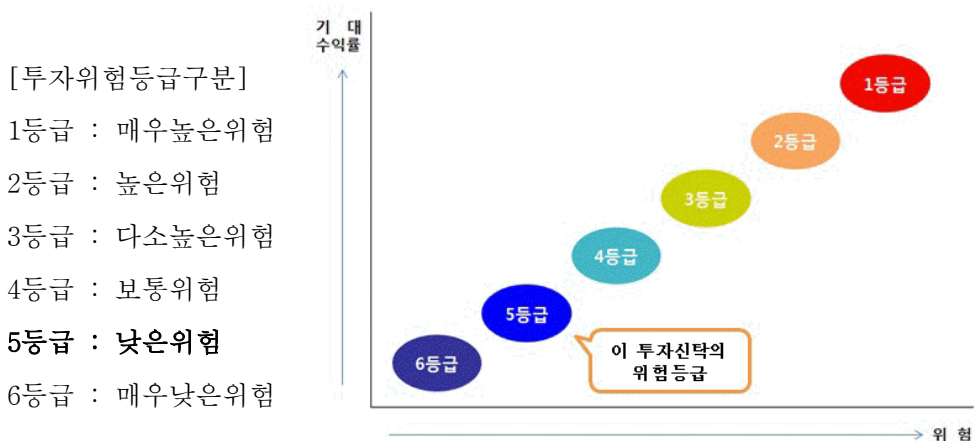 [투자위험등급구분]
1등급 : 매우높은위험
2등급 : 높은위험
3등급 : 다소높은위험
4등급 : 보통위험
5등급 : 낮은위험
6등급 : 매우낮은위험
기 대
수익률
1등급
2등급
3등급
4등급
5등급
6등급
이 투자신탁의
위험등급
위 험